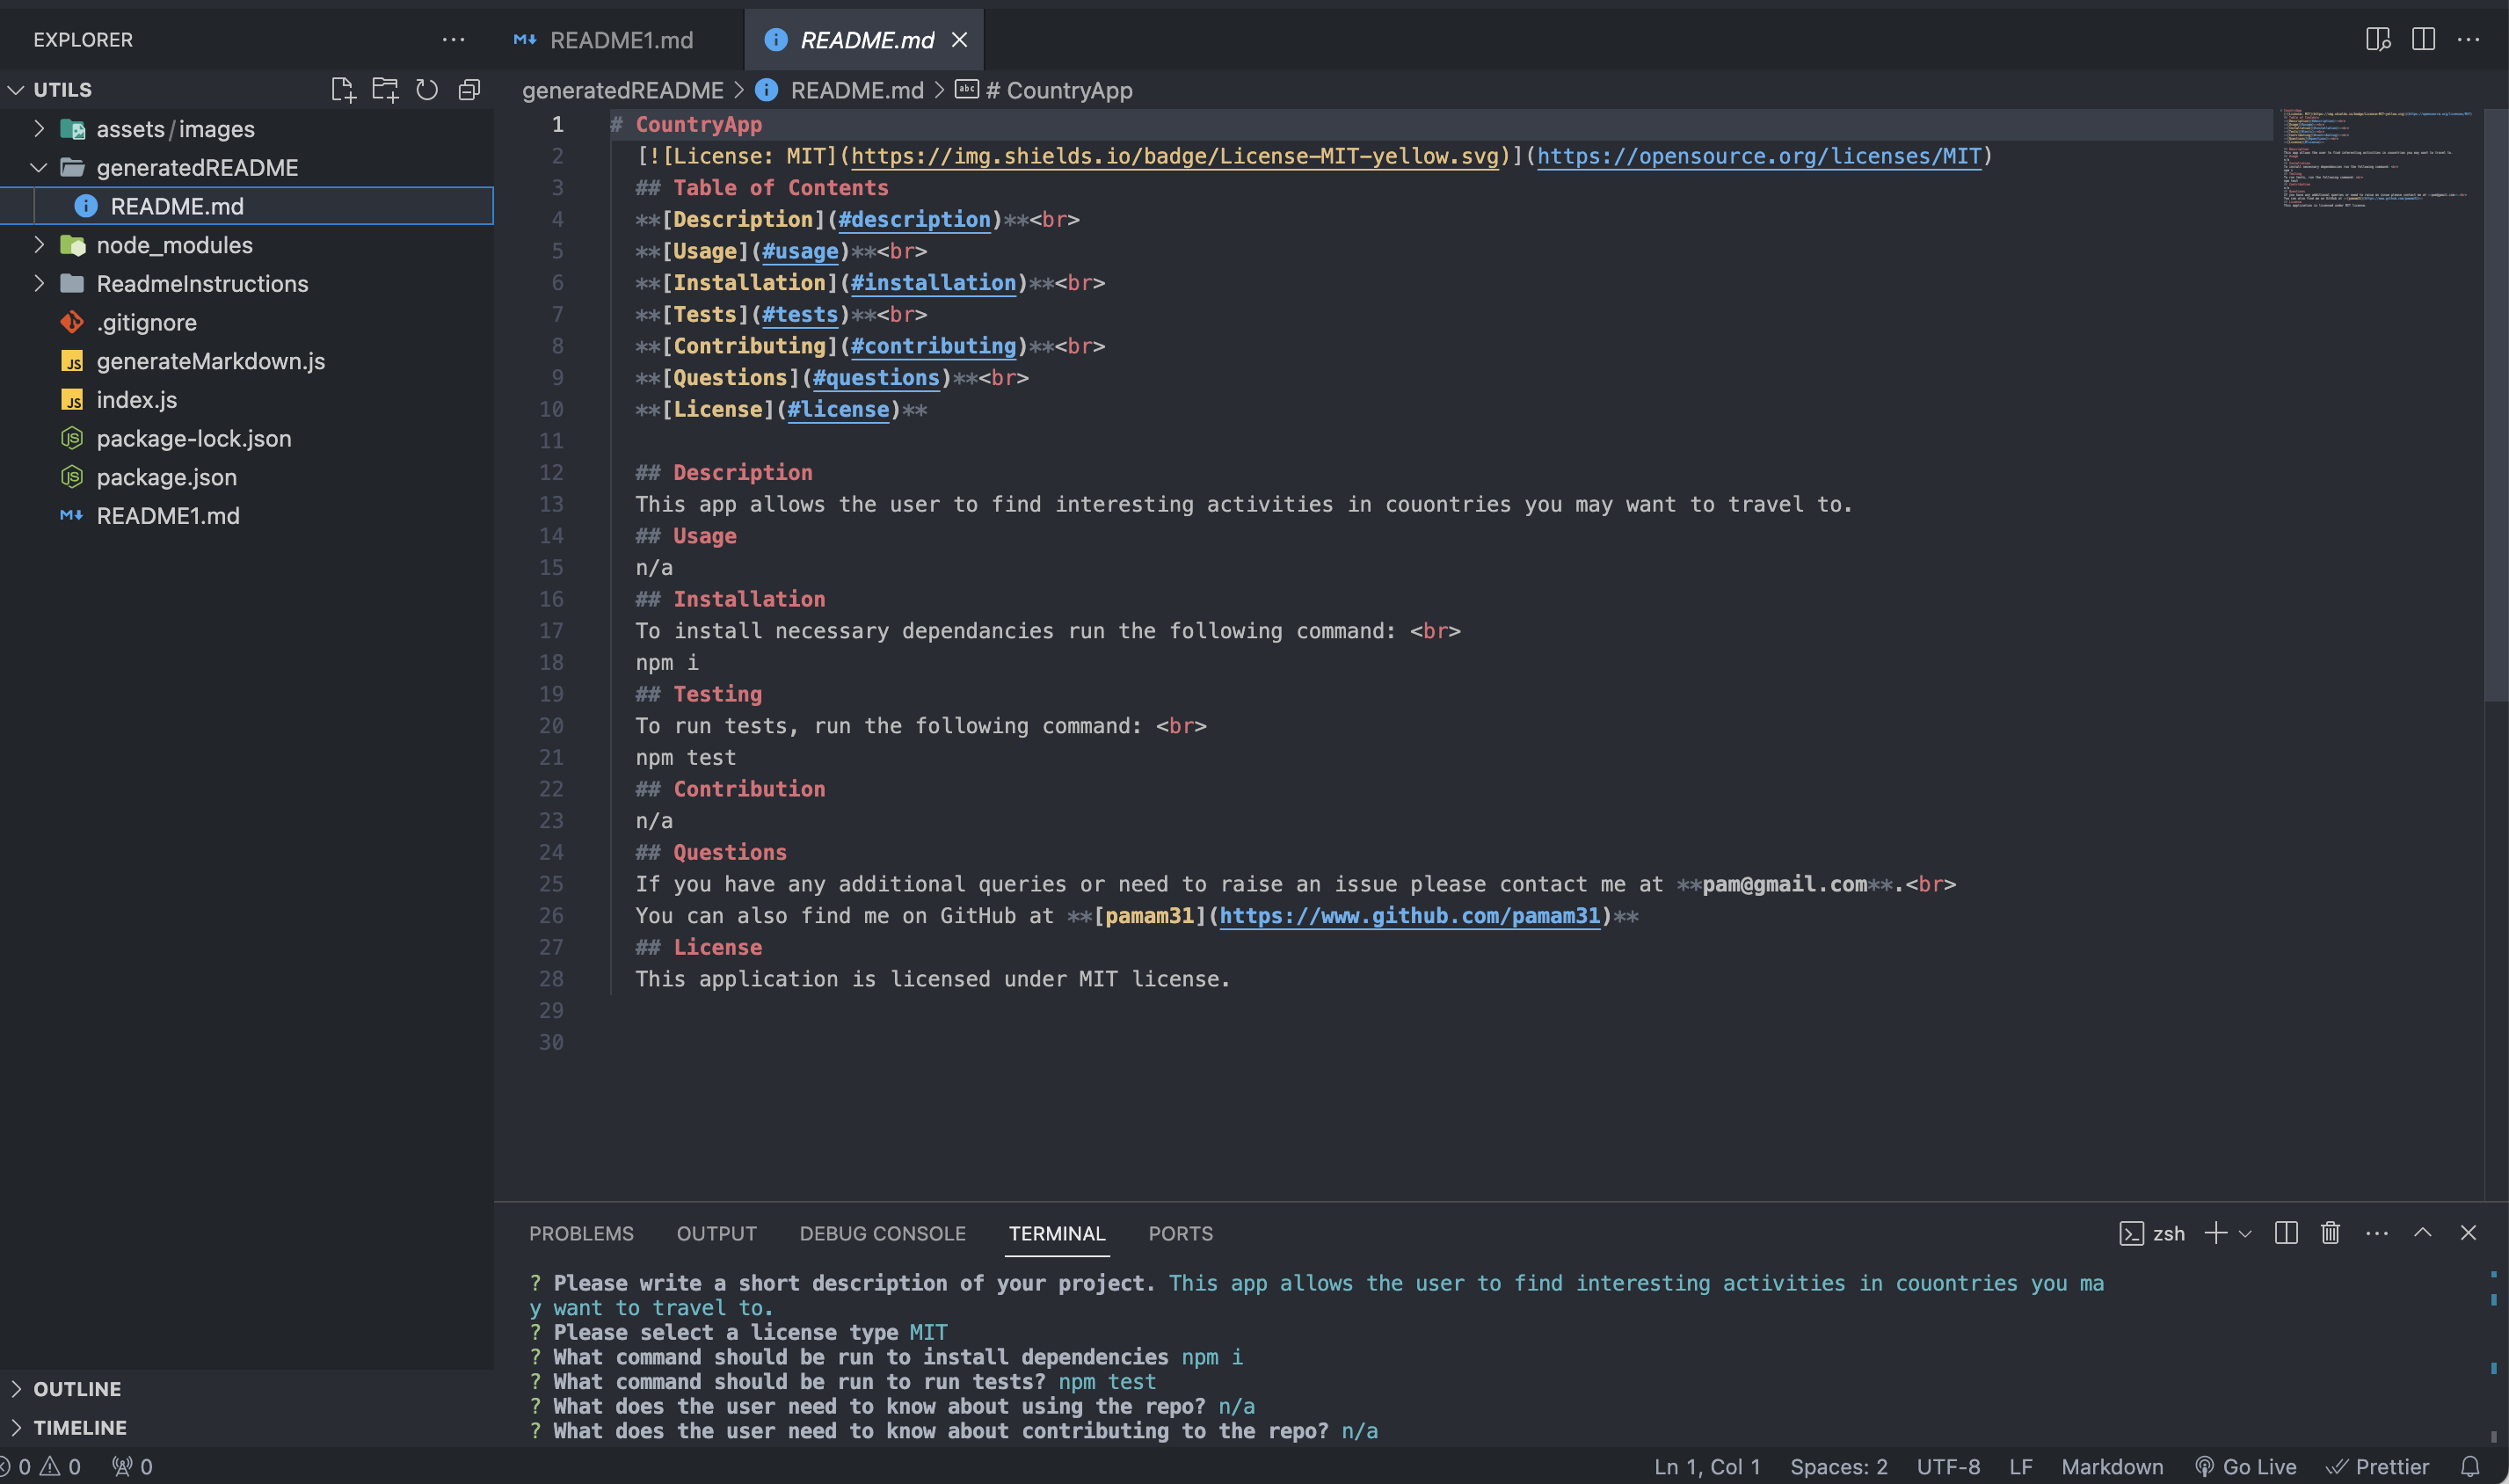 EXPLORER
README1.md
README.md
UTILS
generatedREADME > README.md > # CountryApp
assets/images
generatedREADME
README.md
node_modules
ReadmeInstructions
.gitignore
generateMarkdown.js
index.js
package-lock.json
package.json
README1.md
OUTLINE
TIMELINE
1 # CountryApp
2 [![License: MIT](https://img.shields.io/badge/License-MIT-yellow.svg)](https://opensource.org/licenses/MIT)
3 ## Table of Contents
4 **[Description](#description)**<br>
5 **[Usage](#usage)**<br>
6 **[Installation](#installation)**<br>
7 **[Tests](#tests)**<br>
8 **[Contributing](#contributing)**<br>
9 **[Questions](#questions)**<br>
10 **[License](#license)**
11
12 ## Description
13 This app allows the user to find interesting activities in couontries you may want to travel to.
14 ## Usage
15 n/a
16 ## Installation
17 To install necessary dependancies run the following command: <br>
18 npm i
19 ## Testing
20 To run tests, run the following command: <br>
21 npm test
22 ## Contribution
23 n/a
24 ## Questions
25 If you have any additional queries or need to raise an issue please contact me at **pam@gmail.com**.<br>
26 You can also find me on GitHub at **[pamam31](https://www.github.com/pamam31)**
27 ## License
28 This application is licensed under MIT license.
29
30
PROBLEMS OUTPUT DEBUG CONSOLE TERMINAL PORTS
zsh
? Please write a short description of your project. This app allows the user to find interesting activities in couontries you ma
y want to travel to.
? Please select a license type MIT
? What command should be run to install dependencies npm i
? What command should be run to run tests? npm test
? What does the user need to know about using the repo? n/a
? What does the user need to know about contributing to the repo? n/a
0 0 0
Ln 1, Col 1 Spaces: 2 UTF-8 LF Markdown Go Live Prettier